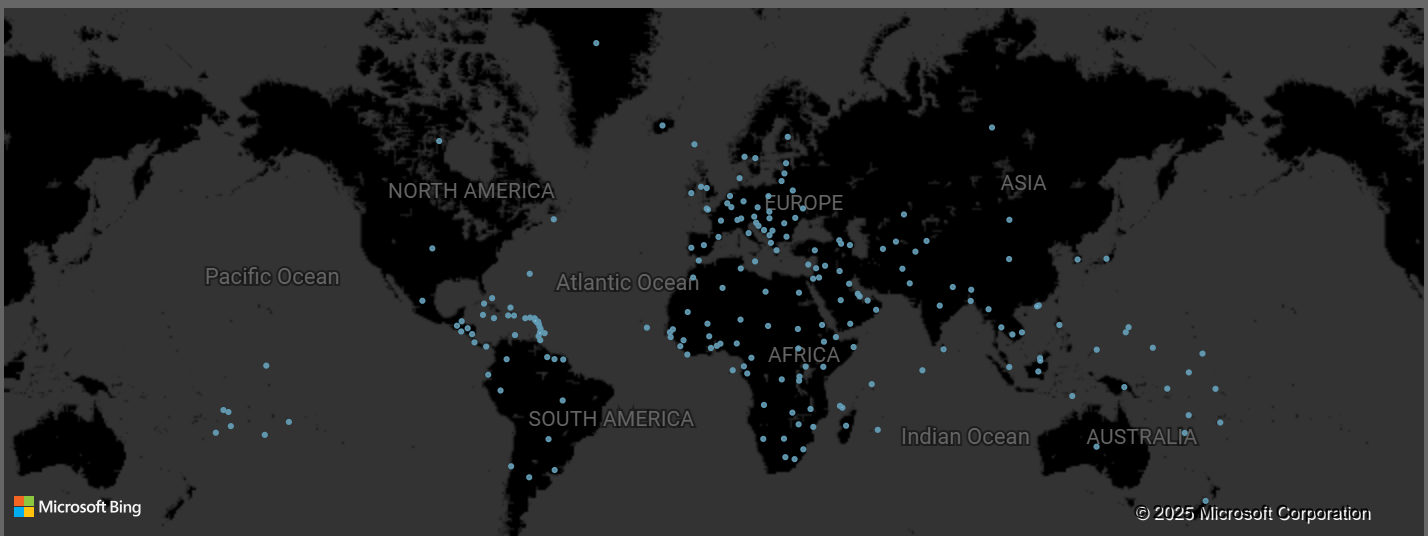 NORTH AMERICA
EUROPE
ASIA
Pacific Ocean
Atlantic Ocean
AFRICA
SOUTH AMERICA
Indian Ocean
AUSTRALIA
Microsoft Bing
© 2025 Microsoft Corporation